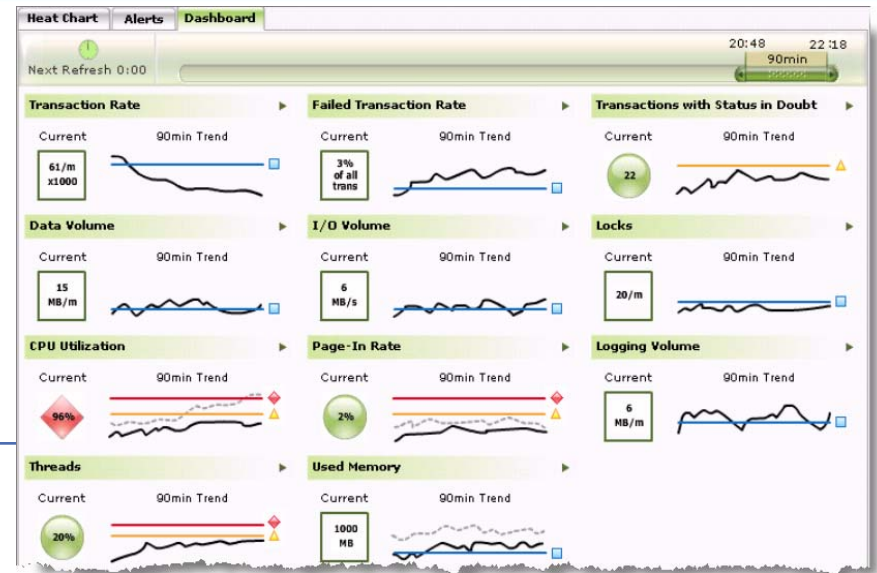 Heat Chart Alerts Dashboard
20:48 22:18
90min
Next Refresh 0:00
Transaction Rate
Current 90min Trend
61/m
x1000
Failed Transaction Rate
Current 90min Trend
3%
of all
trans
Transactions with Status in Doubt
Current 90min Trend
22
Data Volume
Current 90min Trend
15
MB/m
I/O Volume
Current 90min Trend
6
MB/s
Locks
Current 90min Trend
20/m
CPU Utilization
Current 90min Trend
96%
Page-In Rate
Current 90min Trend
2%
Logging Volume
Current 90min Trend
6
MB/m
Threads
Current 90min Trend
20%
Used Memory
Current 90min Trend
1000
MB